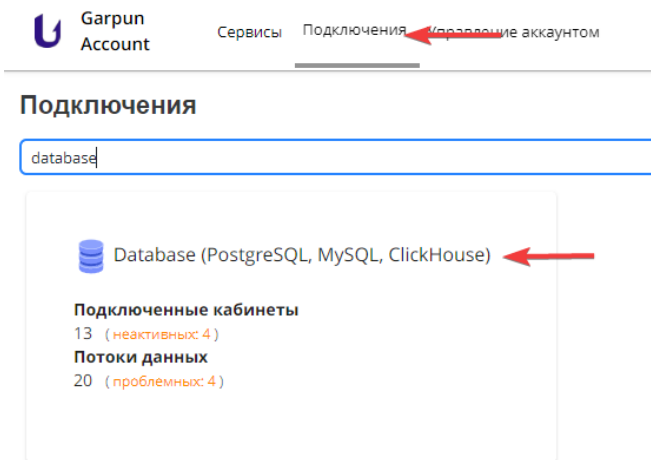 Garpun
Account
Сервисы
Подключения
Управление аккаунтом
Подключения
database
Database (PostgreSQL, MySQL, ClickHouse)
Подключенные кабинеты
13 ( неактивных: 4 )
Потоки данных
20 ( проблемных: 4 )